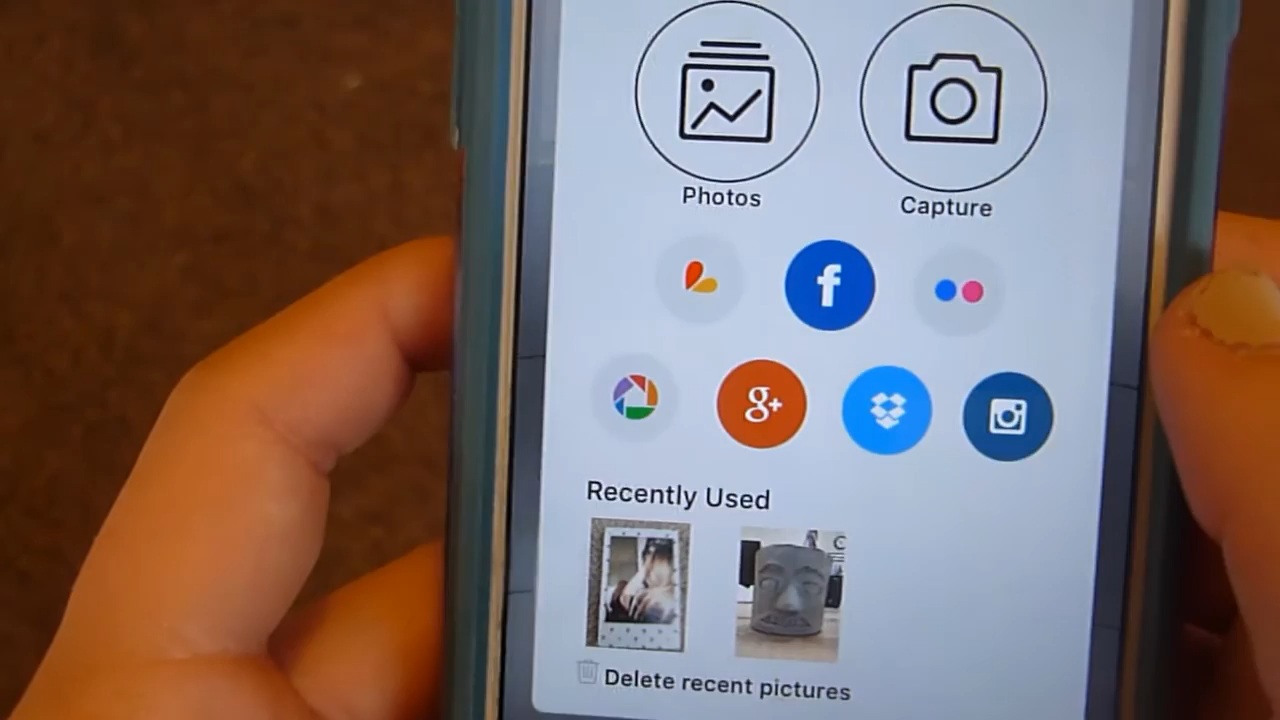 Photos
Capture
f
g+
Recently Used
Delete recent pictures